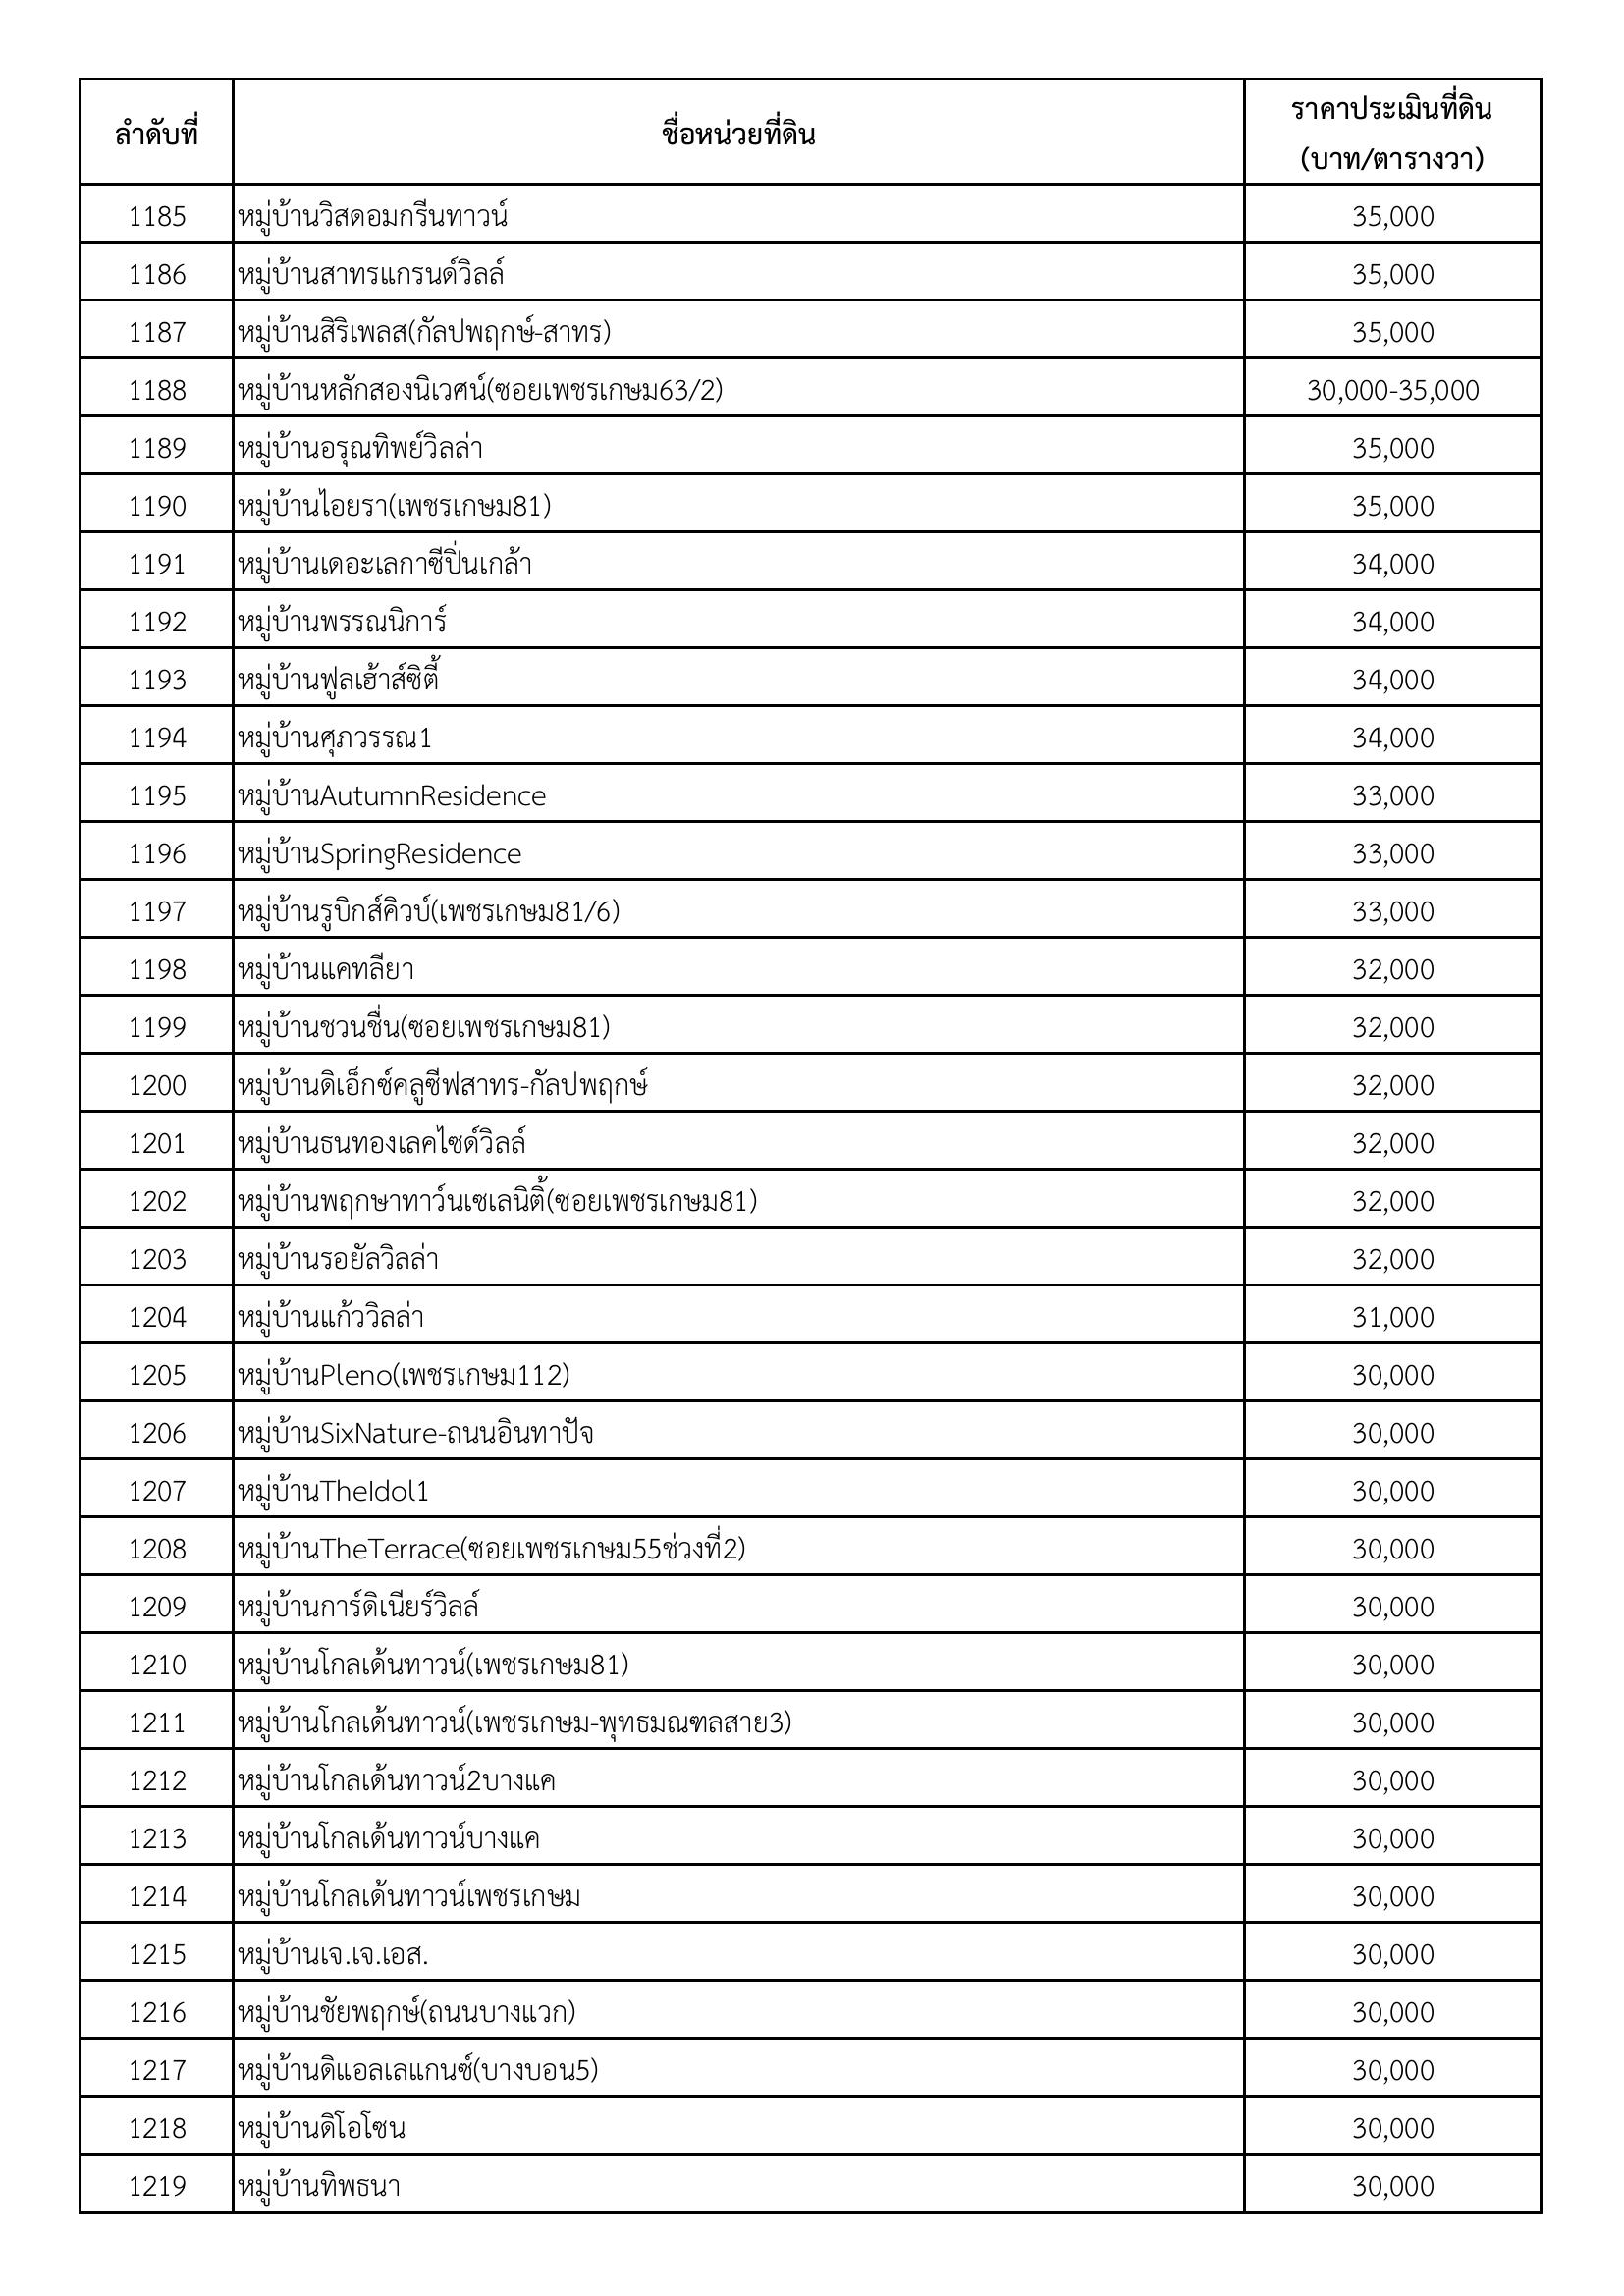 ลำดับที่ ชื่อหน่วยที่ดิน ราคาประเมินที่ดิน
(บาท/ตารางวา)
1185 หมู่บ้านวิสดอมกรีนทาวน์ 35,000
1186 หมู่บ้านสาทรแกรนด์วิลล์ 35,000
1187 หมู่บ้านสิริเพลส(กัลปพฤกษ์-สาทร) 35,000
1188 หมู่บ้านหลักสองนิเวศน์(ซอยเพชรเกษม63/2) 30,000-35,000
1189 หมู่บ้านอรุณทิพย์วิลล่า 35,000
1190 หมู่บ้านไอยรา(เพชรเกษม81) 35,000
1191 หมู่บ้านเดอะเลกาซีปิ่นเกล้า 34,000
1192 หมู่บ้านพรรณนิการ์ 34,000
1193 หมู่บ้านฟูลเฮ้าส์ซิตี้ 34,000
1194 หมู่บ้านศุภวรรณ1 34,000
1195 หมู่บ้านAutumnResidence 33,000
1196 หมู่บ้านSpringResidence 33,000
1197 หมู่บ้านรูบิกส์คิวบ์(เพชรเกษม81/6) 33,000
1198 หมู่บ้านแคทลียา 32,000
1199 หมู่บ้านชวนชื่น(ซอยเพชรเกษม81) 32,000
1200 หมู่บ้านดิเอ็กซ์คลูซีฟสาทร-กัลปพฤกษ์ 32,000
1201 หมู่บ้านธนทองเลคไซด์วิลล์ 32,000
1202 หมู่บ้านพฤกษาทาว์นเซเลนิติ้(ซอยเพชรเกษม81) 32,000
1203 หมู่บ้านรอยัลวิลล่า 32,000
1204 หมู่บ้านแก้ววิลล่า 31,000
1205 หมู่บ้านPleno(เพชรเกษม112) 30,000
1206 หมู่บ้านSixNature-ถนนอินทาปัจ 30,000
1207 หมู่บ้านTheIdol1 30,000
1208 หมู่บ้านTheTerrace(ซอยเพชรเกษม55ช่วงที่2) 30,000
1209 หมู่บ้านการ์ดิเนียร์วิลล์ 30,000
1210 หมู่บ้านโกลเด้นทาวน์(เพชรเกษม81) 30,000
1211 หมู่บ้านโกลเด้นทาวน์(เพชรเกษม-พุทธมณฑลสาย3) 30,000
1212 หมู่บ้านโกลเด้นทาวน์2บางแค 30,000
1213 หมู่บ้านโกลเด้นทาวน์บางแค 30,000
1214 หมู่บ้านโกลเด้นทาวน์เพชรเกษม 30,000
1215 หมู่บ้านเจ.เจ.เอส. 30,000
1216 หมู่บ้านชัยพฤกษ์(ถนนบางแวก) 30,000
1217 หมู่บ้านดิแอลเลแกนซ์(บางบอน5) 30,000
1218 หมู่บ้านดิโอโซน 30,000
1219 หมู่บ้านทิพธนา 30,000